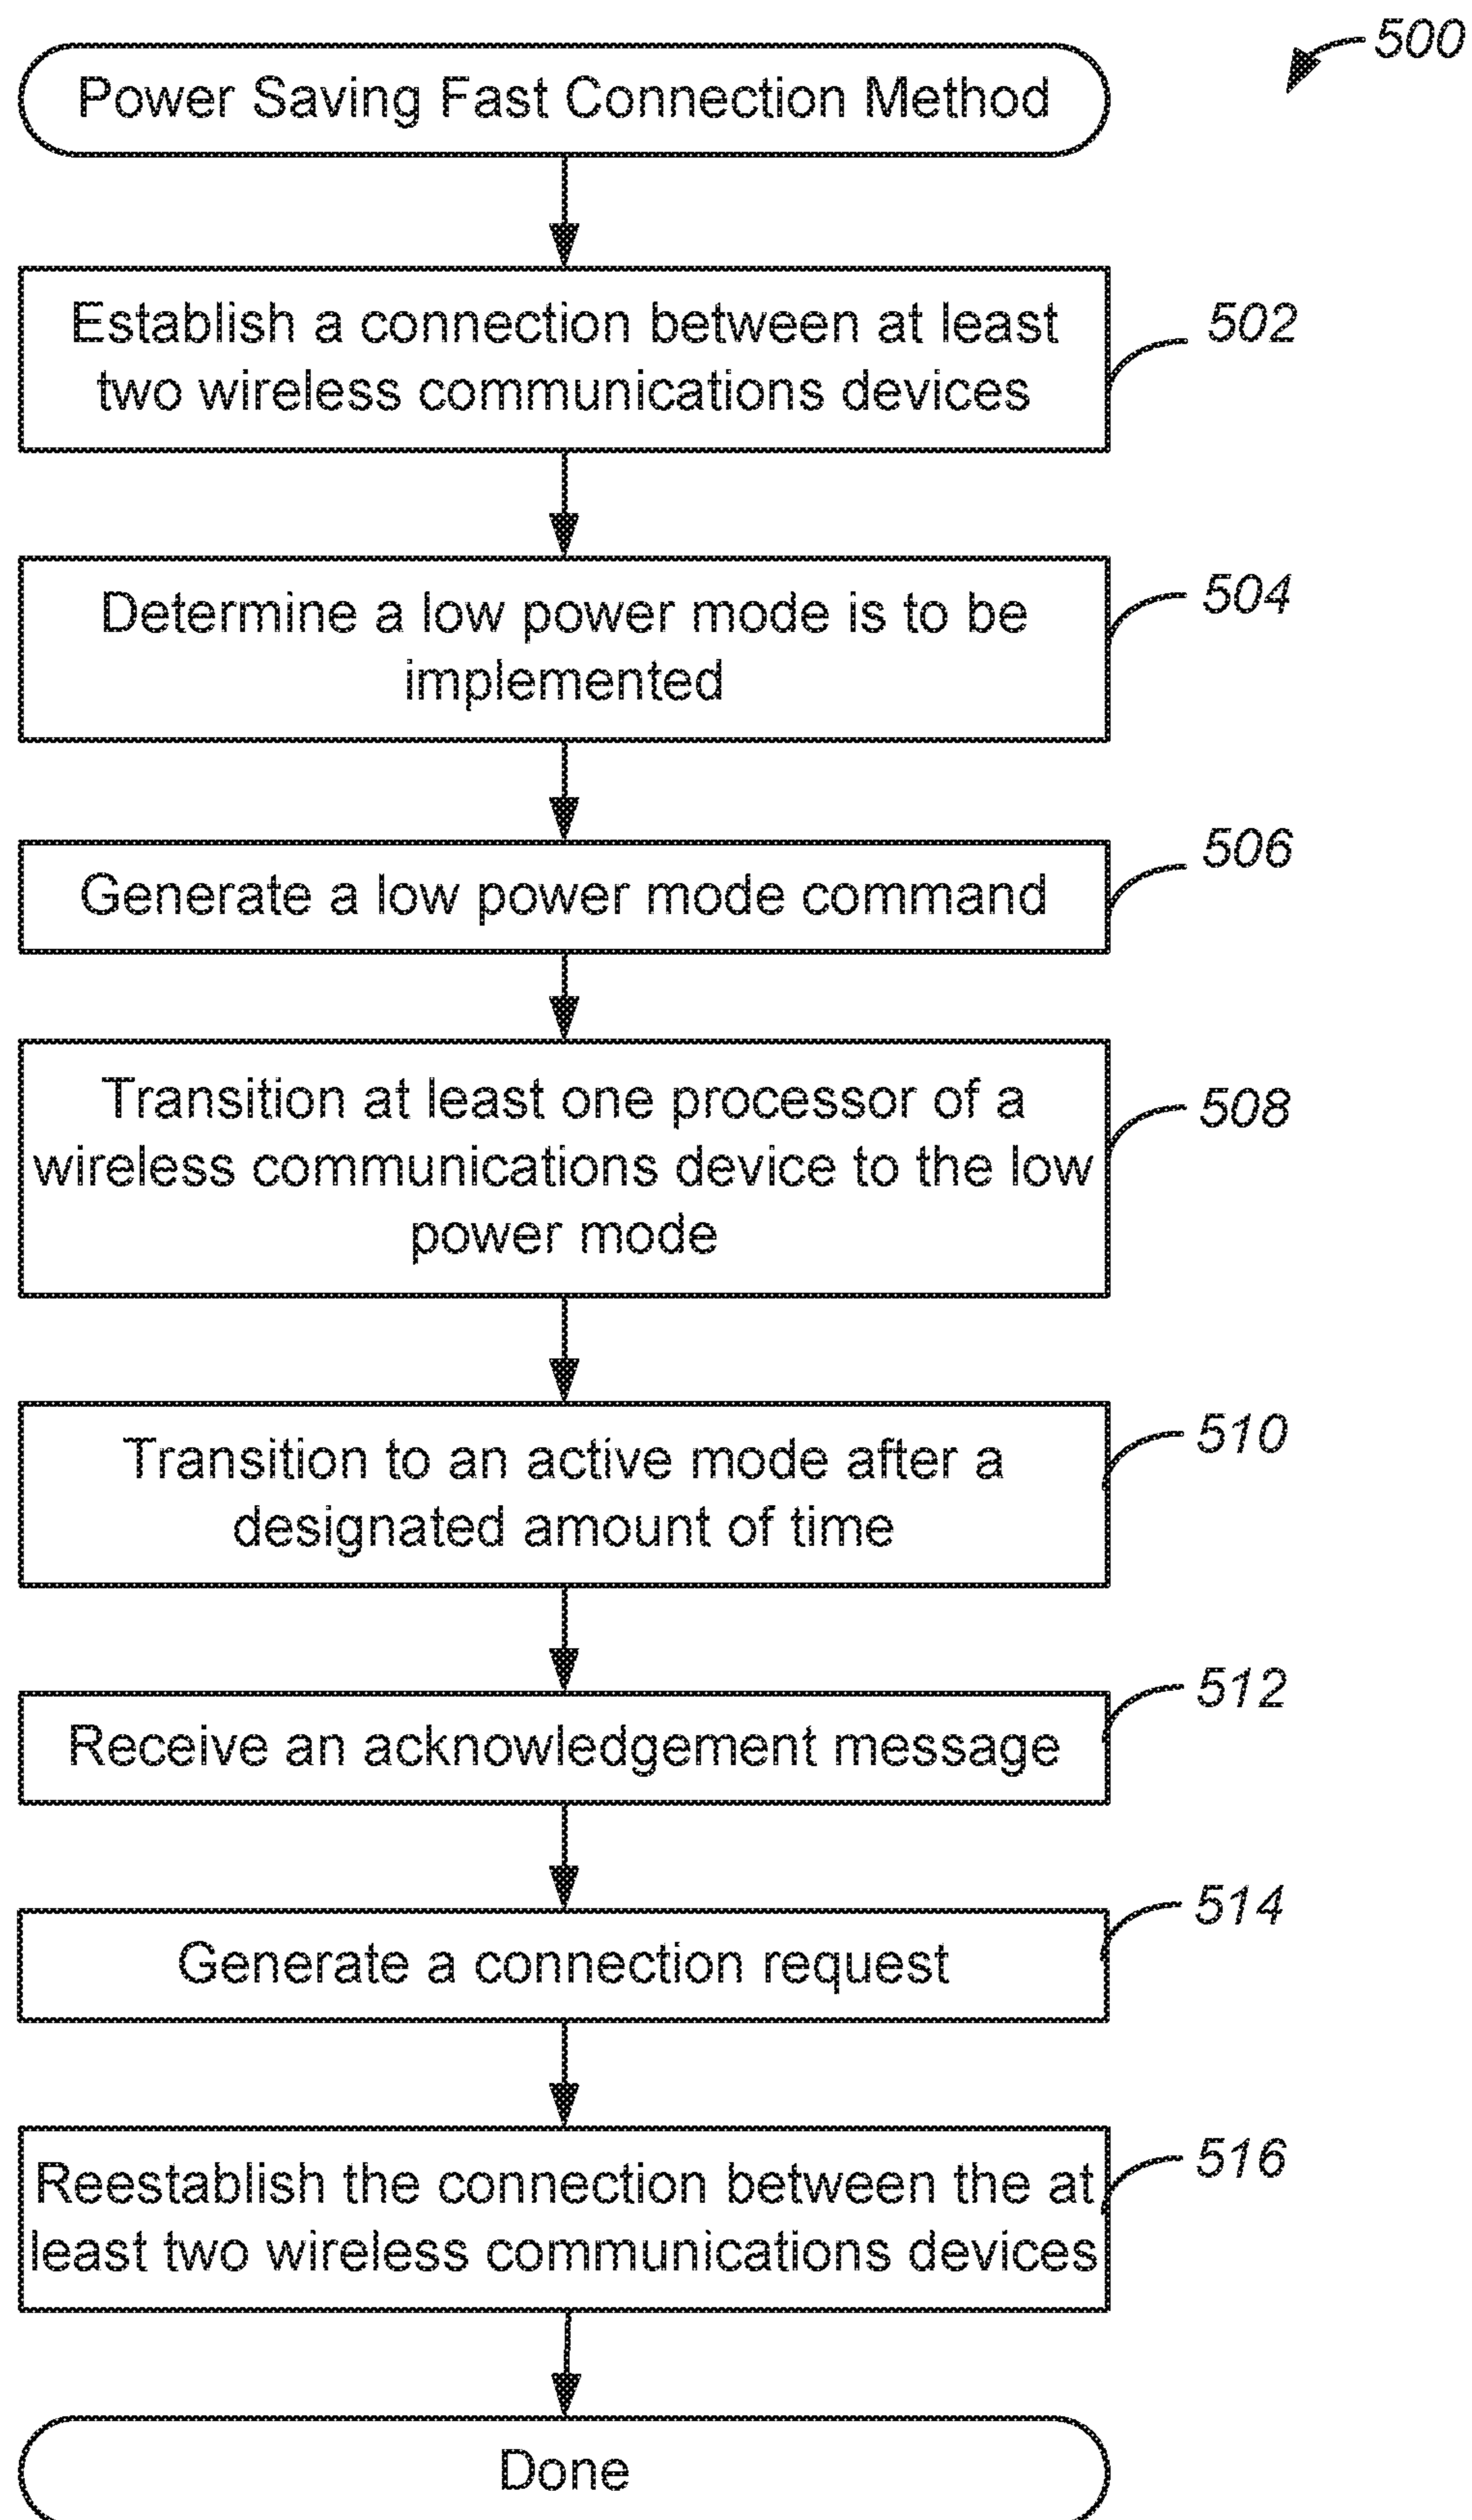 500
Power Saving Fast Connection Method
Establish a connection between at least
two wireless communications devices
502
Determine a low power mode is to be
implemented
504
Generate a low power mode command
506
Transition at least one processor of a
wireless communications device to the low
power mode
508
Transition to an active mode after a
designated amount of time
510
Receive an acknowledgement message
512
Generate a connection request
514
Reestablish the connection between the at
least two wireless communications devices
516
Done